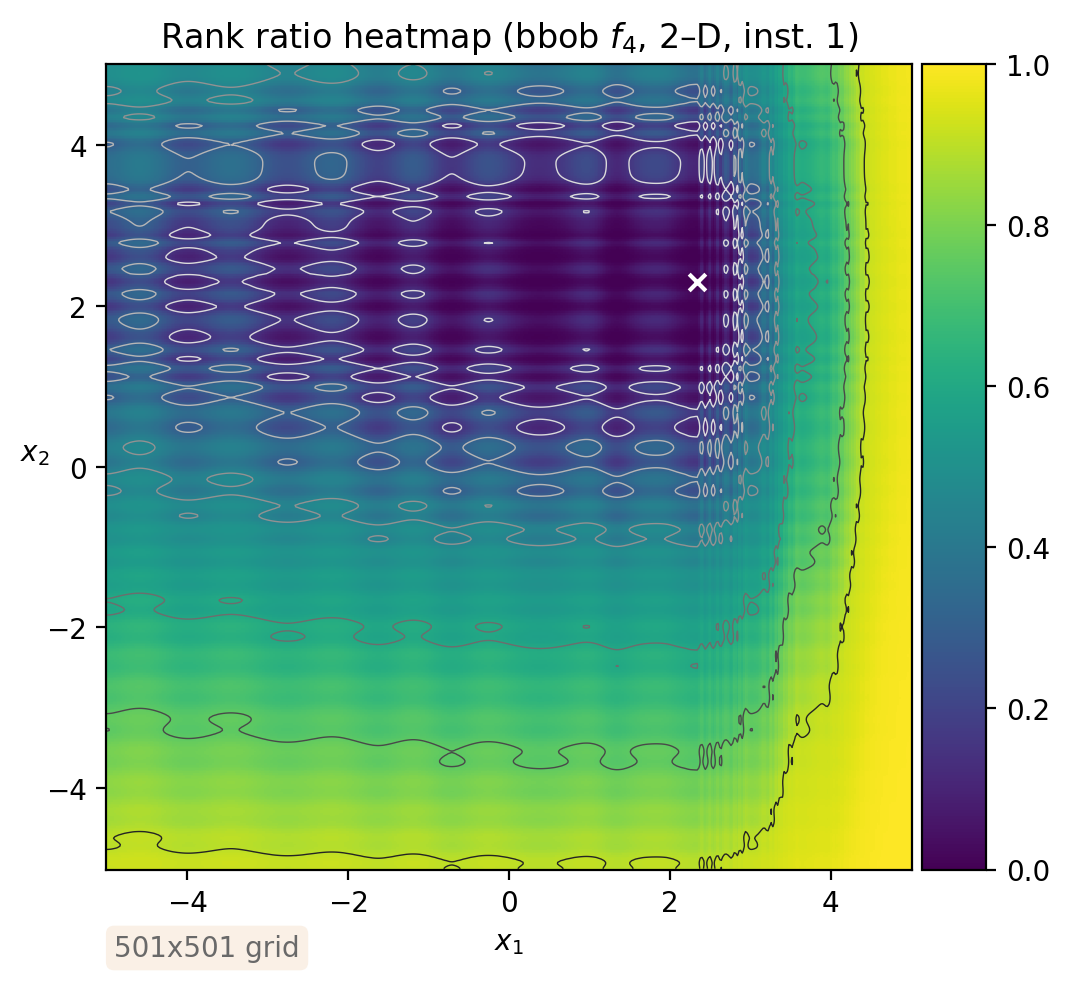 Rank ratio heatmap (bbob f₄, 2–D, inst. 1)
4
2
0
−2
−4
x₂
−4 −2 0 2 4
x₁
1.0
0.8
0.6
0.4
0.2
0.0
501x501 grid